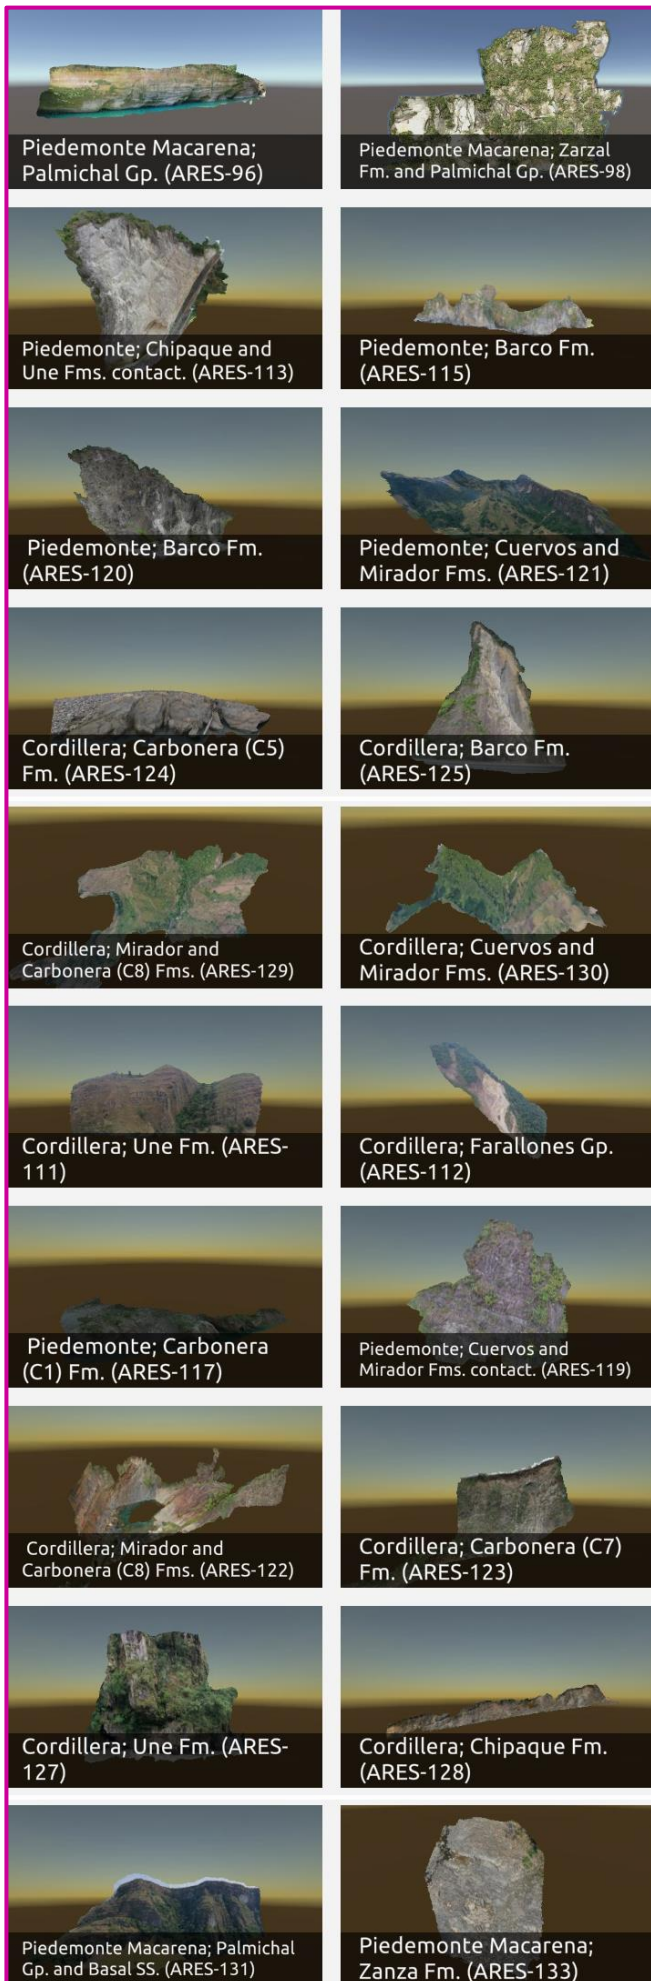 Piedemonte Macarena;
Palmichal Gp. (ARES-96)
Piedemonte Macarena; Zarzal
Fm. and Palmichal Gp. (ARES-98)
Piedemonte; Chipaque and
Une Fms. contact. (ARES-113)
Piedemonte; Barco Fm.
(ARES-115)
Piedemonte; Barco Fm.
(ARES-120)
Piedemonte; Cuervos and
Mirador Fms. (ARES-121)
Cordillera; Carbonera (C5)
Fm. (ARES-124)
Cordillera; Barco Fm.
(ARES-125)
Cordillera; Mirador and
Carbonera (C8) Fms. (ARES-129)
Cordillera; Cuervos and
Mirador Fms. (ARES-130)
Cordillera; Une Fm. (ARES-
111)
Cordillera; Farallones Gp.
(ARES-112)
Piedemonte; Carbonera
(C1) Fm. (ARES-117)
Piedemonte; Cuervos and
Mirador Fms. contact. (ARES-119)
Cordillera; Mirador and
Carbonera (C8) Fms. (ARES-122)
Cordillera; Carbonera (C7)
Fm. (ARES-123)
Cordillera; Une Fm. (ARES-
127)
Cordillera; Chipaque Fm.
(ARES-128)
Piedemonte Macarena; Palmichal
Gp. and Basal SS. (ARES-131)
Piedemonte Macarena;
Zanza Fm. (ARES-133)